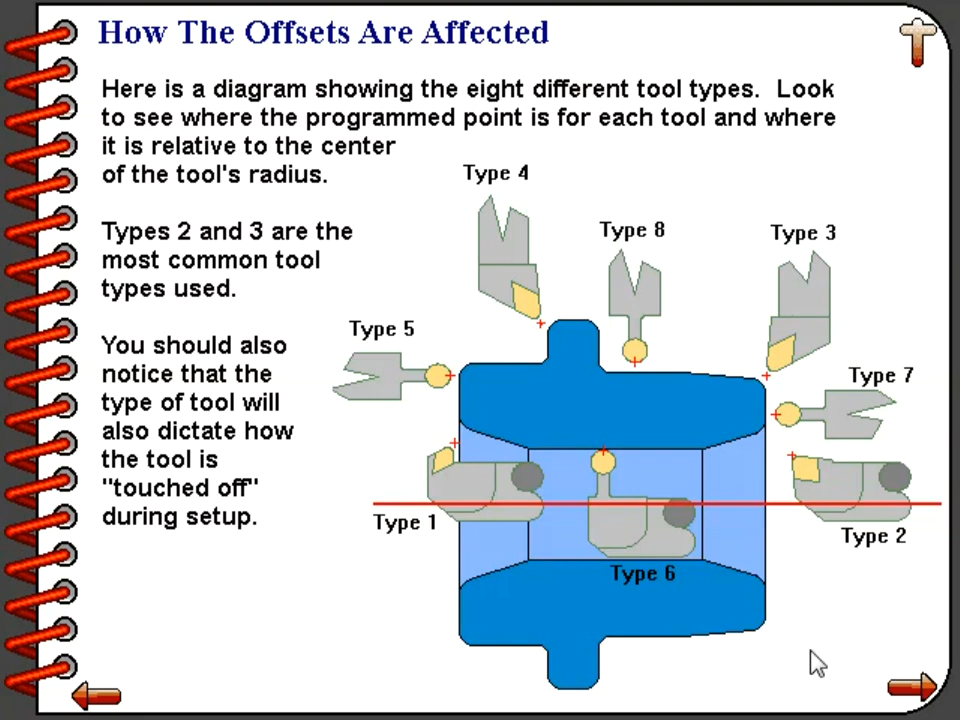 How The Offsets Are Affected
Here is a diagram showing the eight different tool types.  Look
to see where the programmed point is for each tool and where
it is relative to the center
of the tool's radius.
Types 2 and 3 are the
most common tool
types used.
You should also
notice that the
type of tool will
also dictate how
the tool is
"touched off"
during setup.
Type 4
Type 8
Type 3
Type 5
Type 7
Type 1
Type 2
Type 6